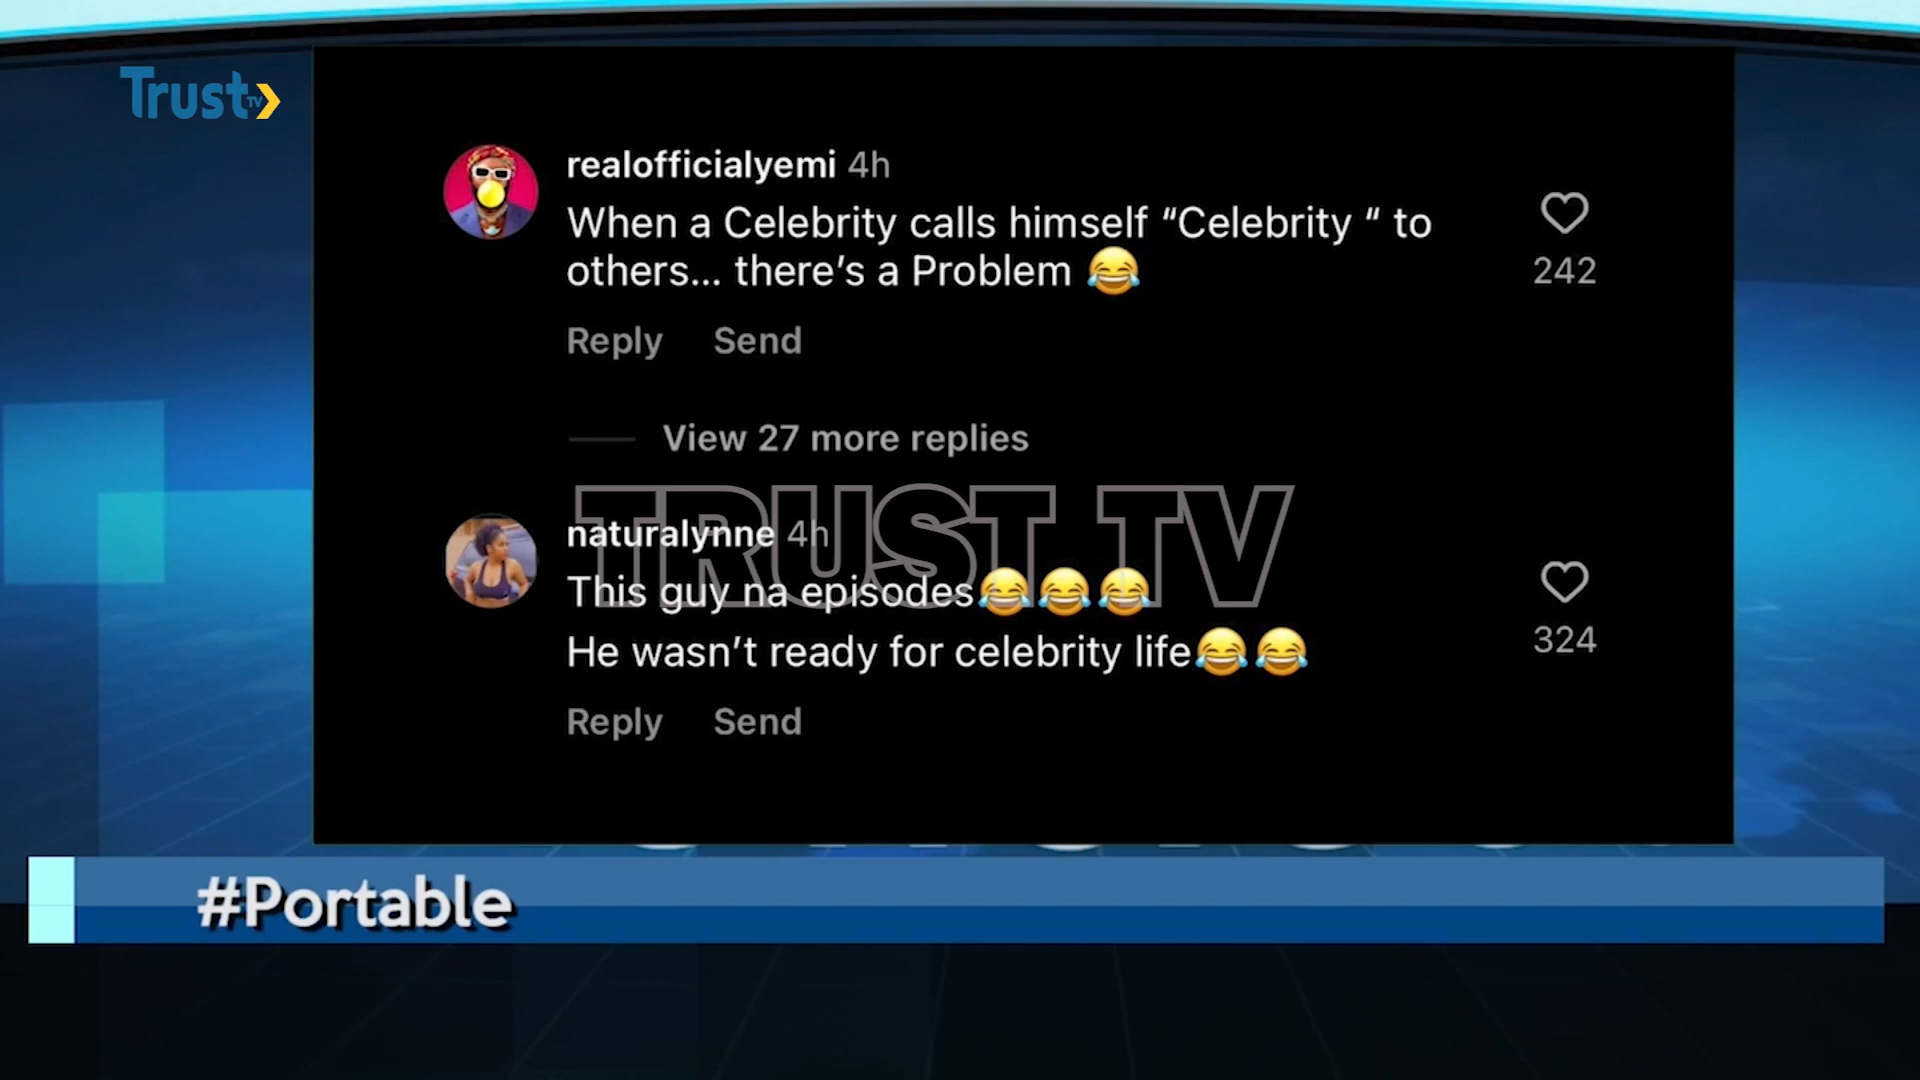 Trust TV
realofficialyemi 4h
When a Celebrity calls himself “Celebrity “ to
others... there's a Problem 😂
242
Reply Send
View 27 more replies
TRUST TV
naturalynne 4h
This guy na episodes😂😂😂
He wasn't ready for celebrity life😂😂
324
Reply Send
#Portable